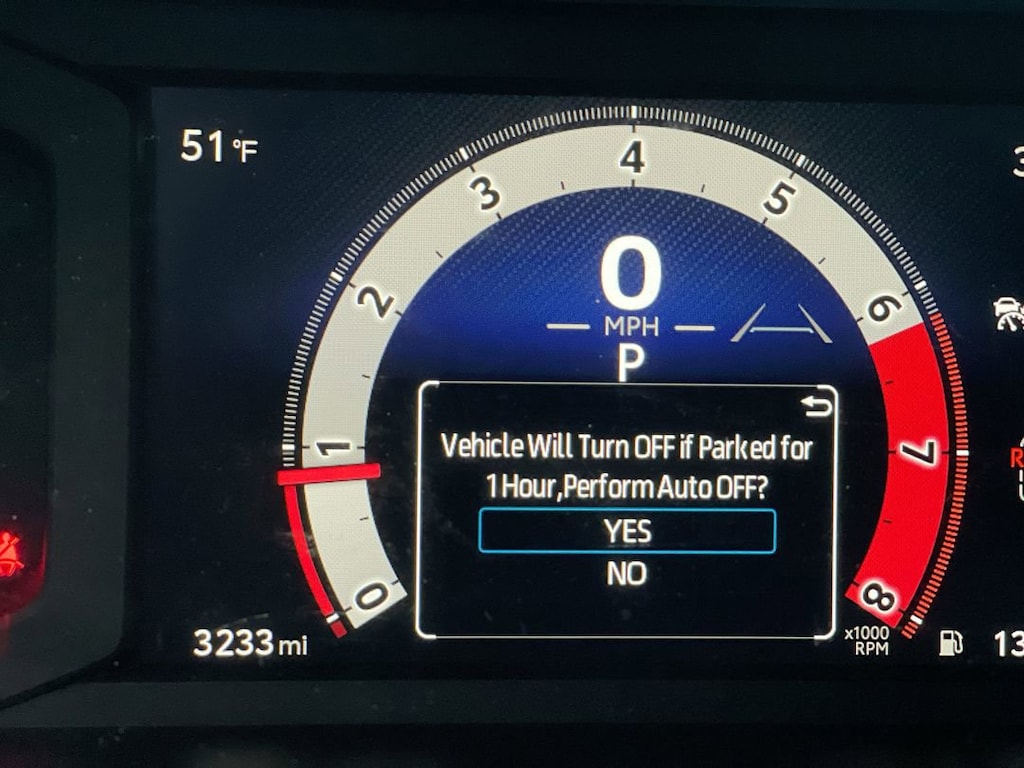 51 °F
4
3
5
2
6
0
MPH
P
1
7
Vehicle Will Turn OFF if Parked for
1 Hour,Perform Auto OFF?
YES
NO
0
8
3233 mi
x1000
RPM